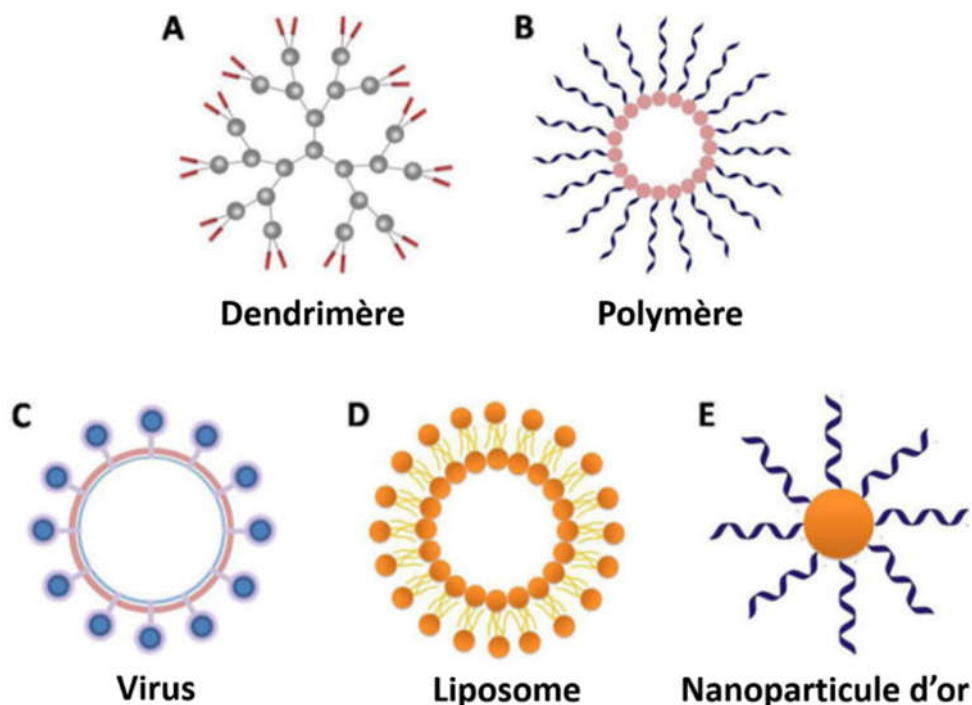 A
B
Dendrimère
Polymère
C
D
E
Virus
Liposome
Nanoparticule d'or